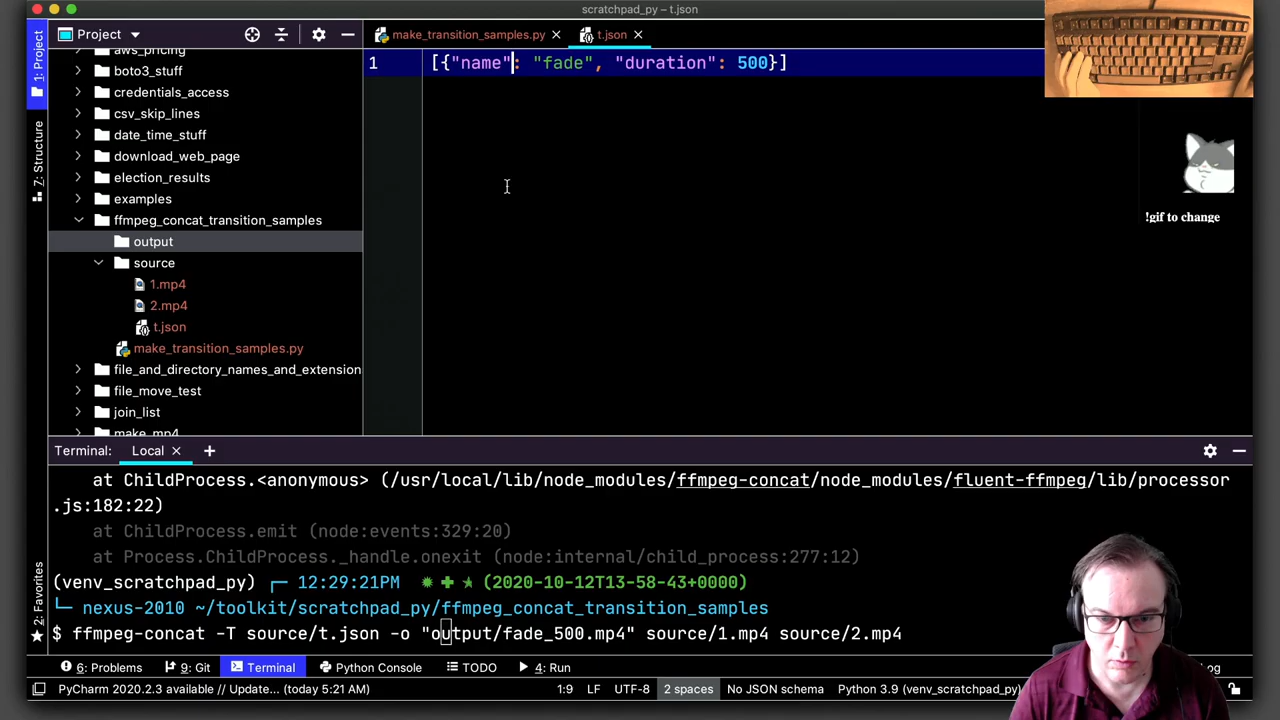 scratchpad_py – t.json
Project
make_transition_samples.py
t.json
1: Project
7: Structure
2: Favorites
aws_pricing
boto3_stuff
credentials_access
csv_skip_lines
date_time_stuff
download_web_page
election_results
examples
ffmpeg_concat_transition_samples
output
source
1.mp4
2.mp4
t.json
make_transition_samples.py
file_and_directory_names_and_extension
file_move_test
join_list
make_mp4
1
[{"name": "fade", "duration": 500}]
!gif to change
Terminal: Local
at ChildProcess.<anonymous> (/usr/local/lib/node_modules/ffmpeg-concat/node_modules/fluent-ffmpeg/lib/processor
.js:182:22)
at ChildProcess.emit (node:events:329:20)
at Process.ChildProcess._handle.onexit (node:internal/child_process:277:12)
(venv_scratchpad_py) 12:29:21PM (2020-10-12T13-58-43+0000)
nexus-2010 ~/toolkit/scratchpad_py/ffmpeg_concat_transition_samples
$ ffmpeg-concat -T source/t.json -o "output/fade_500.mp4" source/1.mp4 source/2.mp4
6: Problems 9: Git Terminal Python Console TODO 4: Run og
PyCharm 2020.2.3 available // Update... (today 5:21 AM) 1:9 LF UTF-8 2 spaces No JSON schema Python 3.9 (venv_scratchpad_py)